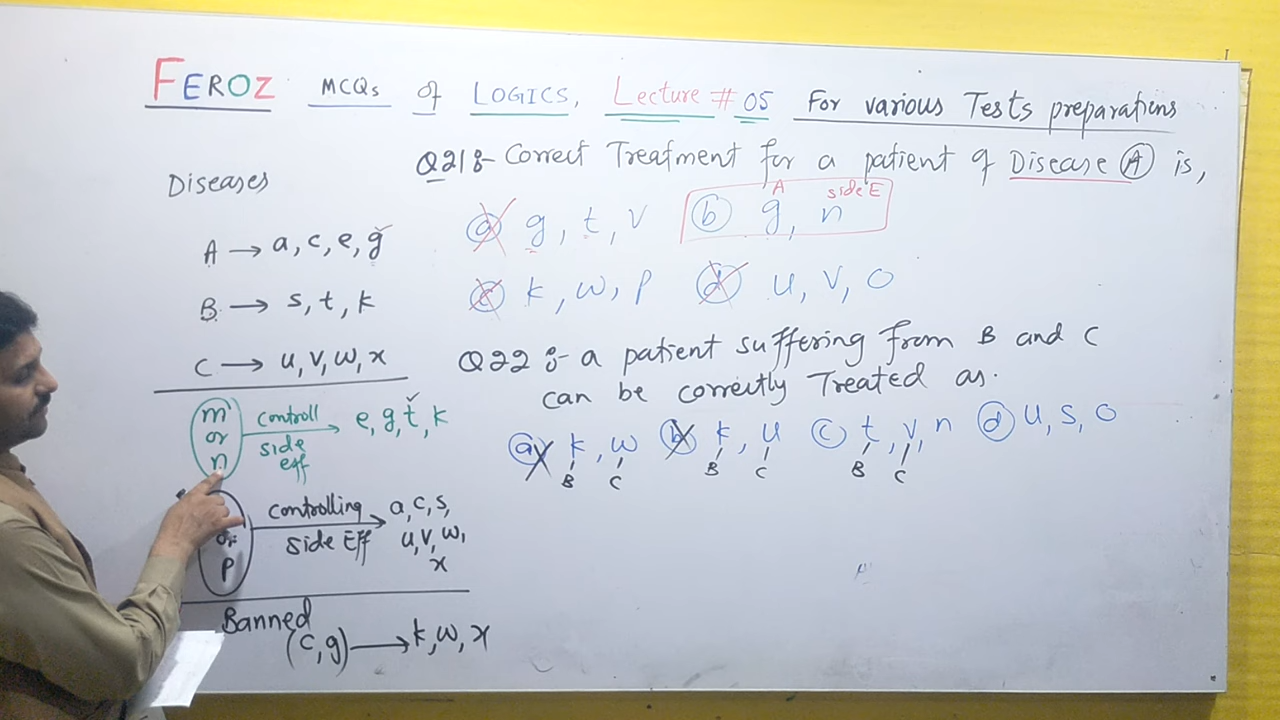 FEROZ MCQs of LOGICS, Lecture # 05 For various Tests preparations
Diseases
A → a, c, e, g
B → s, t, k
C → u, v, w, x
m or n controll side eff → e, g, t, k
or p controlling side Eff → a, c, s, u, v, w, x
Banned
(c, g) → k, w, x
Q21:- Correct Treatment for a patient of Disease A is,
a g, t, v b g, n
A side E
c k, w, p d u, v, o
Q22:- a patient suffering from B and C
can be correctly Treated as.
a k, w b k, u c t, v, n d u, s, o
B C B C B C